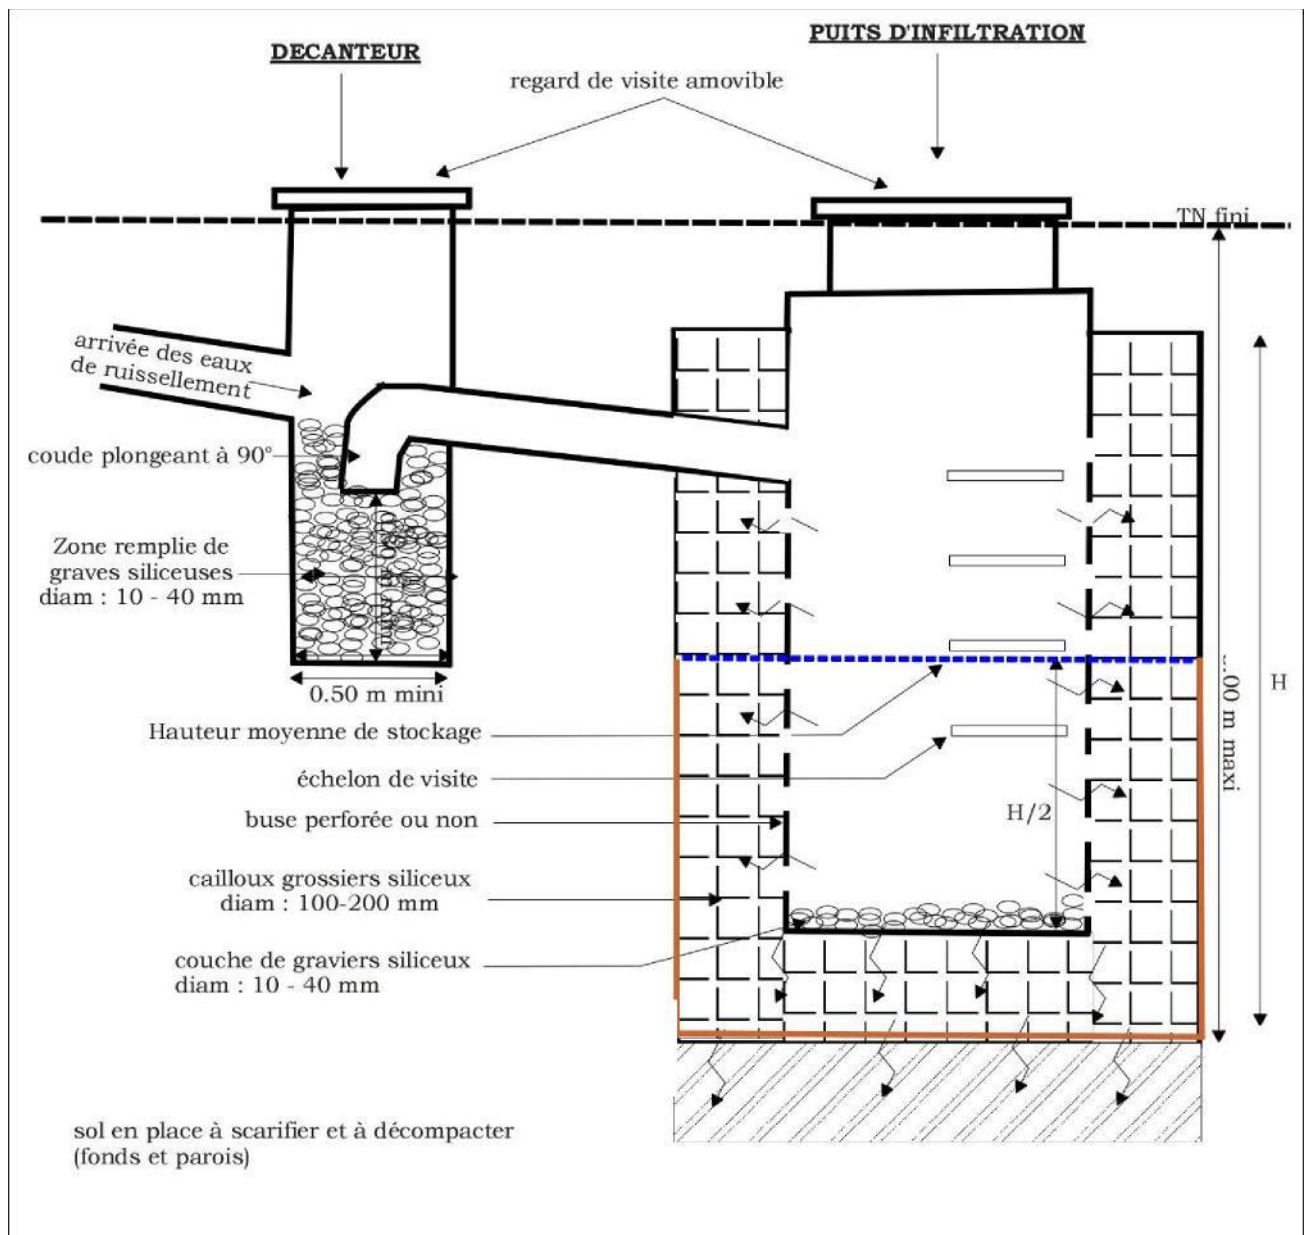 DECANTEUR
PUITS D'INFILTRATION
regard de visite amovible
TN fini
arrivée des eaux
de ruissellement
coude plongeant à 90°
Zone remplie de
graves siliceuses
diam : 10 - 40 mm
0.50 m mini
Hauteur moyenne de stockage
échelon de visite
buse perforée ou non
cailloux grossiers siliceux
diam : 100-200 mm
couche de graviers siliceux
diam : 10 - 40 mm
H/2
.00 m maxi
H
sol en place à scarifier et à décompacter
(fonds et parois)